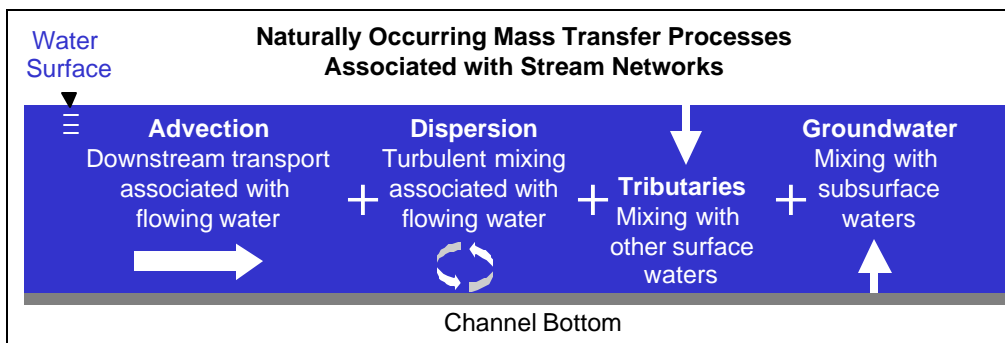 Water
Surface
Naturally Occurring Mass Transfer Processes
Associated with Stream Networks
Advection
Downstream transport
associated with
flowing water
+
Dispersion
Turbulent mixing
associated with
flowing water
+
Tributaries
Mixing with
other surface
waters
+
Groundwater
Mixing with
subsurface
waters
Channel Bottom